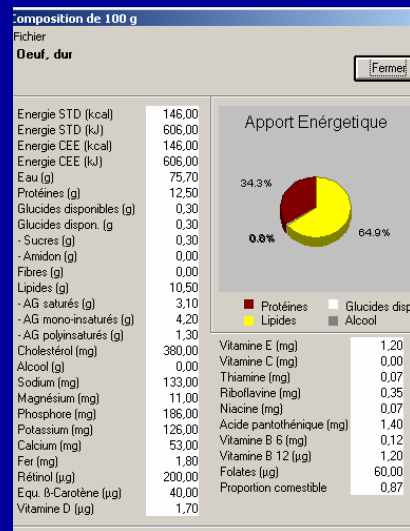 Composition de 100 g
Fichier
Oeuf, dur
Fermer
Energie STD (kcal) 146,00
Energie STD (kJ) 606,00
Energie CEE (kcal) 146,00
Energie CEE (kJ) 606,00
Eau (g) 75,70
Protéines (g) 12,50
Glucides disponibles (g) 0,30
Glucides dispon. (g 0,30
- Sucres (g) 0,30
- Amidon (g) 0,00
Fibres (g) 0,00
Lipides (g) 10,50
- AG saturés (g) 3,10
- AG mono-insaturés (g) 4,20
- AG polyinsaturés (g) 1,30
Cholestérol (mg) 380,00
Alcool (g) 0,00
Sodium (mg) 133,00
Magnésium (mg) 11,00
Phosphore (mg) 186,00
Potassium (mg) 126,00
Calcium (mg) 53,00
Fer (mg) 1,80
Rétinol (µg) 200,00
Equ. ß-Carotène (µg) 40,00
Vitamine D (µg) 1,70
Apport Enérgetique
34.3%
64.9%
Protéines
Glucides disp
Lipides
Alcool
Vitamine E (mg) 1,20
Vitamine C (mg) 0,00
Thiamine (mg) 0,07
Riboflavine (mg) 0,35
Niacine (mg) 0,07
Acide pantothénique (mg) 1,40
Vitamine B 6 (mg) 0,12
Vitamine B 12 (µg) 1,20
Folates (µg) 60,00
Proportion comestible 0,87